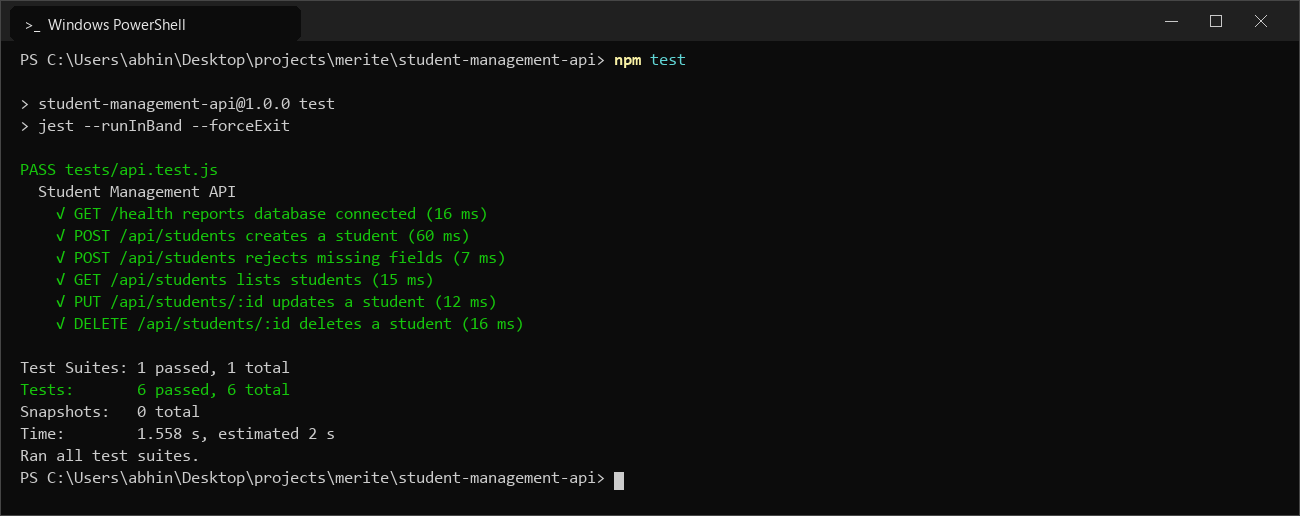 >_ Windows PowerShell
PS C:\Users\abhin\Desktop\projects\merite\student-management-api> npm test
> student-management-api@1.0.0 test
> jest --runInBand --forceExit
PASS tests/api.test.js
Student Management API
√ GET /health reports database connected (16 ms)
√ POST /api/students creates a student (60 ms)
√ POST /api/students rejects missing fields (7 ms)
√ GET /api/students lists students (15 ms)
√ PUT /api/students/:id updates a student (12 ms)
√ DELETE /api/students/:id deletes a student (16 ms)
Test Suites: 1 passed, 1 total
Tests:       6 passed, 6 total
Snapshots:   0 total
Time:        1.558 s, estimated 2 s
Ran all test suites.
PS C:\Users\abhin\Desktop\projects\merite\student-management-api>